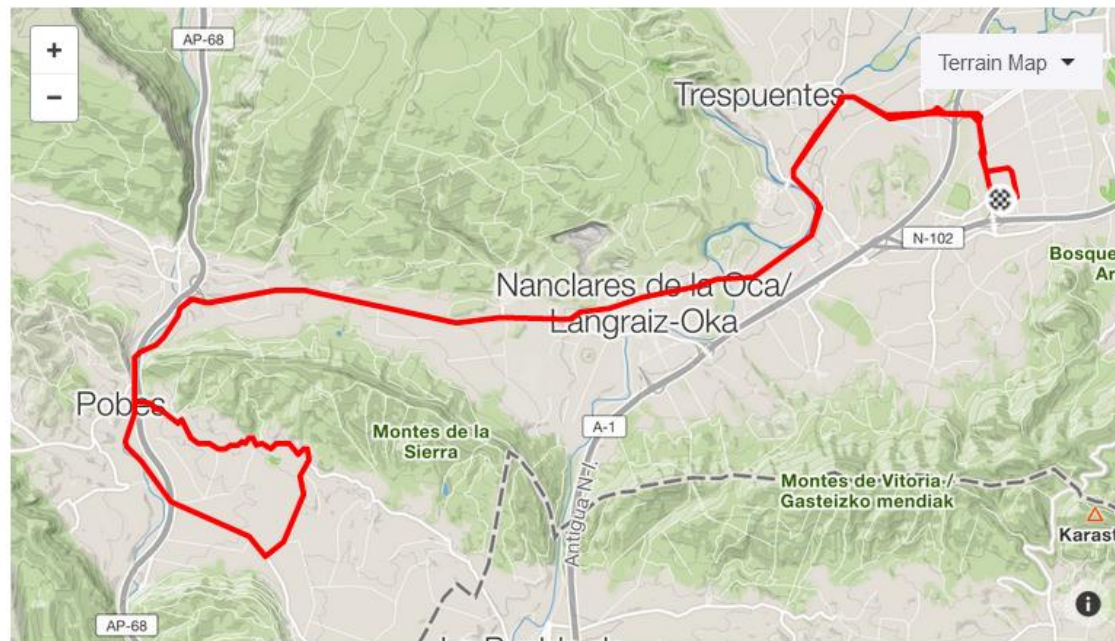 +
−
AP-68
Terrain Map
Trespuentes
N-102
Bosque
Nanclares de la Oca/
Langraiz-Oka
Pobes
Montes de la
Sierra
A-1
Antigua N-I.
Montes de Vitoria /
Gasteizko mendiak
Karast
i
AP-68